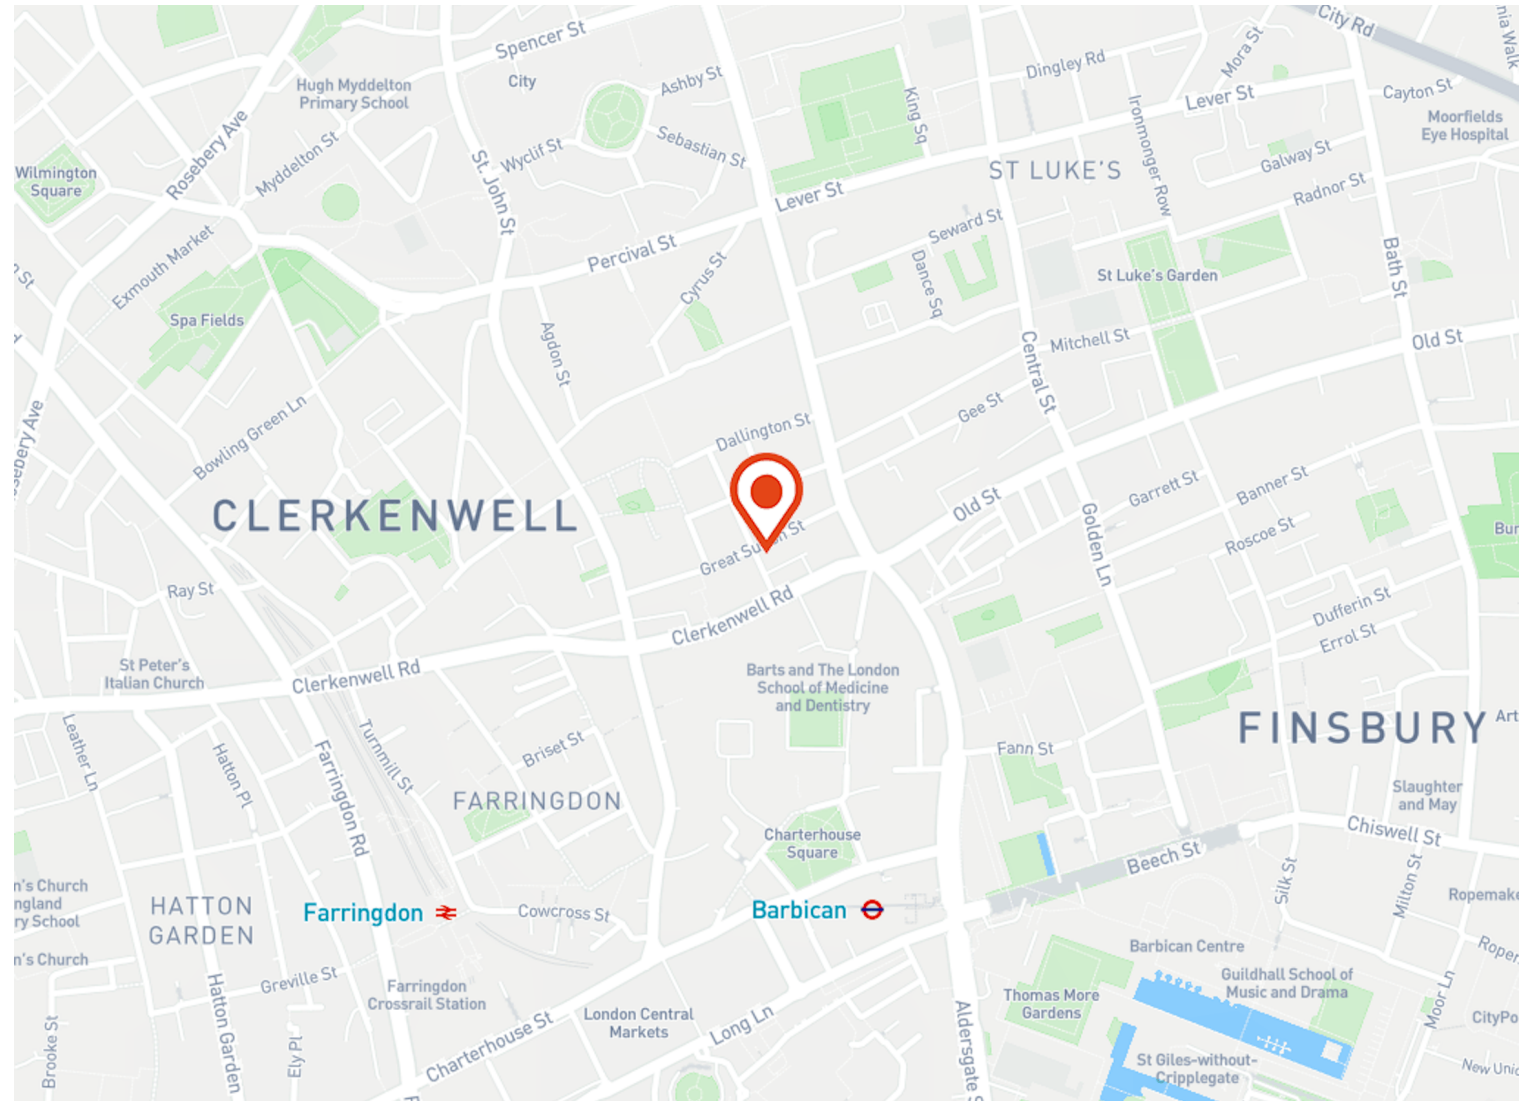 City Rd
Spencer St
Mora St
Dingley Rd
City
Ashby St
Hugh Myddelton
Primary School
Cayton St
Lever St
King Sq
Ironmonger Row
Moorfields
Eye Hospital
Rosebery Ave
Myddelton St
Wyclif St
Sebastian St
Galway St
ST LUKE'S
Wilmington
Square
St. John St
Lever St
Radnor St
Seward St
Exmouth Market
Percival St
Cyrus St
Dance Sq
St Luke's Garden
Bath St
Spa Fields
Agdon St
Mitchell St
Old St
Central St
Bowling Green Ln
Dallington St
Gee St
CLERKENWELL
Old St
Garrett St
Banner St
Golden Ln
Roscoe St
Clerkenwell Rd
Ray St
Dufferin St
Errol St
St Peter's
Italian Church
Clerkenwell Rd
Barts and The London
School of Medicine
and Dentistry
FINSBURY
Leather Ln
Hatton Pl
Turnmill St
Farringdon Rd
Briset St
Fann St
FARRINGDON
Slaughter
and May
Charterhouse
Square
Chiswell St
Beech St
Silk St
Milton St
HATTON
GARDEN
Farringdon
Cowcross St
Barbican
Barbican Centre
Greville St
Farringdon
Crossrail Station
Guildhall School of
Music and Drama
Thomas More
Gardens
London Central
Markets
Long Ln
Charterhouse St
Hatton Garden
Ely Pl
Brooke St
Aldersgate
Moor Ln
St Giles-without-
Cripplegate